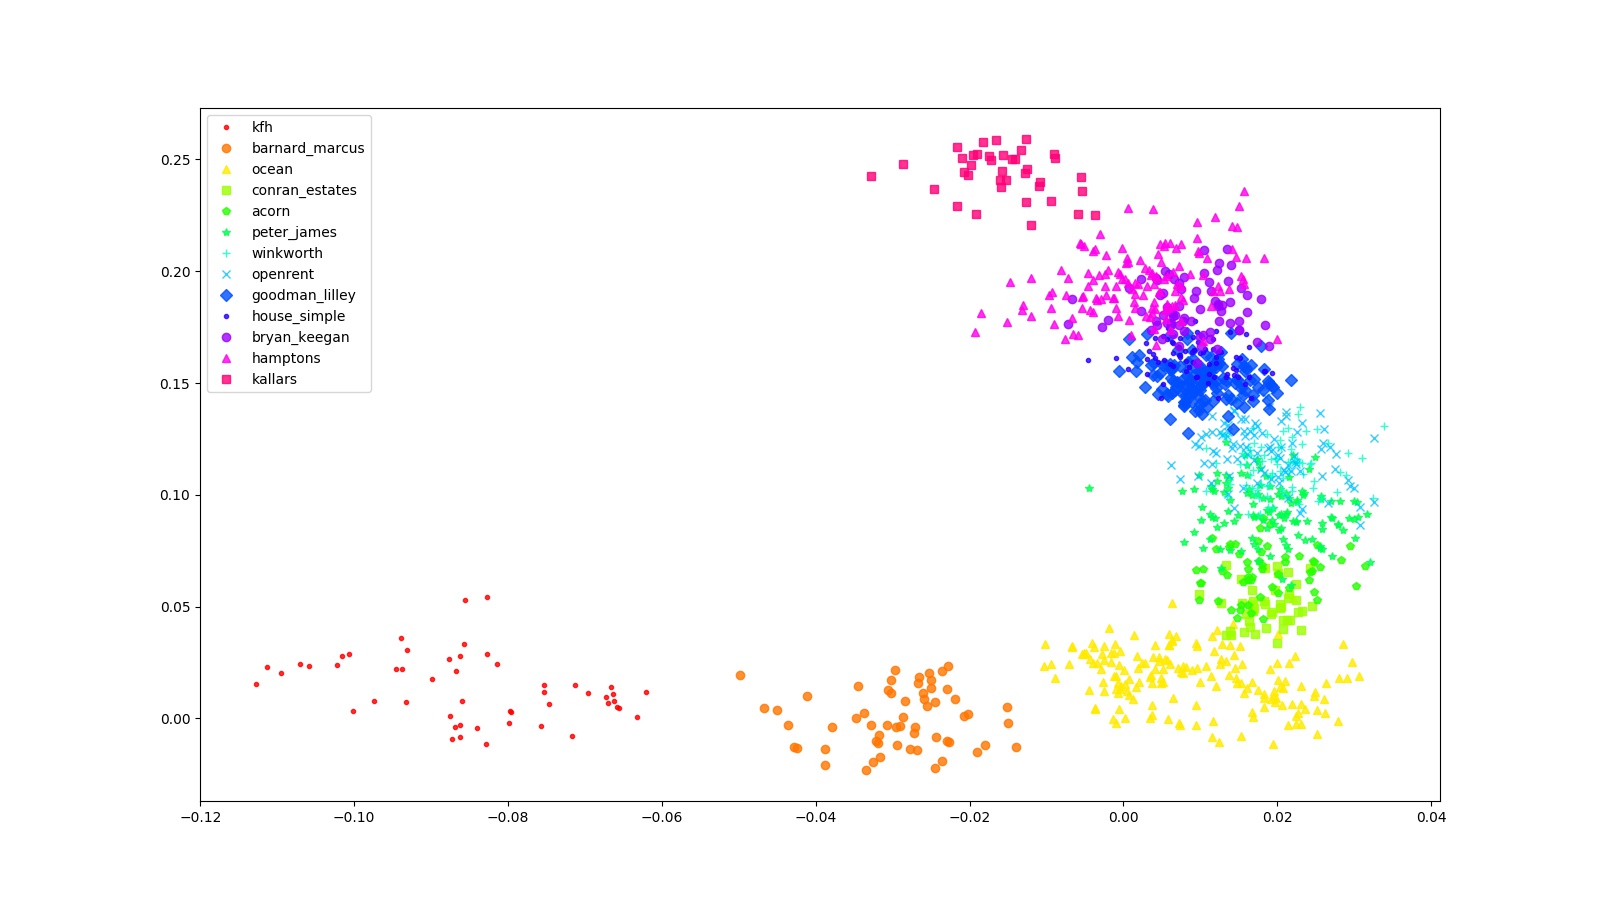 kfh
barnard_marcus
ocean
conran_estates
acorn
peter_james
winkworth
openrent
goodman_lilley
house_simple
bryan_keegan
hamptons
kallars
0.25
0.20
0.15
0.10
0.05
0.00
−0.12 −0.10 −0.08 −0.06 −0.04 −0.02 0.00 0.02 0.04